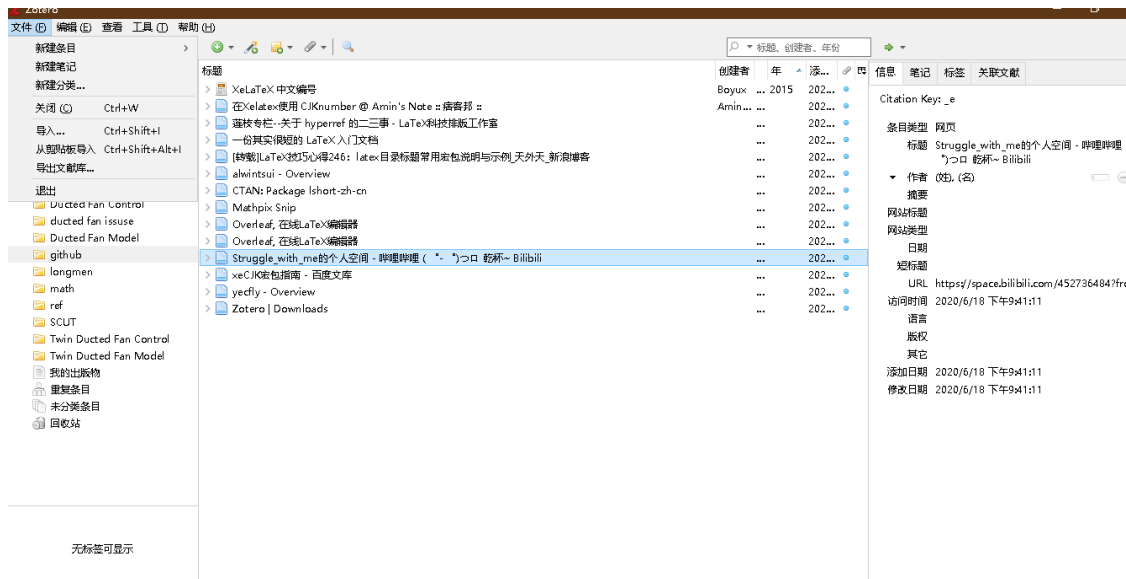 Zotero
文件 (F) 编辑 (E) 查看 工具 (T) 帮助 (H)
新建条目
新建笔记
新建分类...
关闭 (C) Ctrl+W
导入... Ctrl+Shift+I
从剪贴板导入 Ctrl+Shift+Alt+I
导出文献库...
退出
Ducted Fan Control
ducted fan issuse
Ducted Fan Model
github
longmen
math
ref
SCUT
Twin Ducted Fan Control
Twin Ducted Fan Model
我的出版物
重复条目
未分类条目
回收站
无标签可显示
标题、创建者、年份
标题 创建者 年 添...
XeLaTeX 中文编号 Boyux ... 2015 202...
在Xelatex使用 CJKnumber @ Amin's Note :: 痞客邦 :: Amin... ... 202...
莲枝专栏--关于 hyperref 的二三事 - LaTeX科技排版工作室 ... 202...
一份其实很短的 LaTeX 入门文档 ... 202...
[转载]LaTeX技巧心得246：latex目录标题常用宏包说明与示例_天外天_新浪博客 ... 202...
alwintsui - Overview ... 202...
CTAN: Package lshort-zh-cn ... 202...
Mathpix Snip ... 202...
Overleaf, 在线LaTeX编辑器 ... 202...
Overleaf, 在线LaTeX编辑器 ... 202...
Struggle_with_me的个人空间 - 哔哩哔哩 ( ゜- ゜)つロ 乾杯~ Bilibili ... 202...
xeCJK宏包指南 - 百度文库 ... 202...
yecfly - Overview ... 202...
Zotero | Downloads ... 202...
信息 笔记 标签 关联文献
Citation Key: _e
条目类型 网页
标题 Struggle_with_me的个人空间 - 哔哩哔哩
゜)つロ 乾杯~ Bilibili
作者 (姓), (名)
摘要
网站标题
网站类型
日期
短标题
URL https://space.bilibili.com/452736484?fro
访问时间 2020/6/18 下午9:41:11
语言
版权
其它
添加日期 2020/6/18 下午9:41:11
修改日期 2020/6/18 下午9:41:11